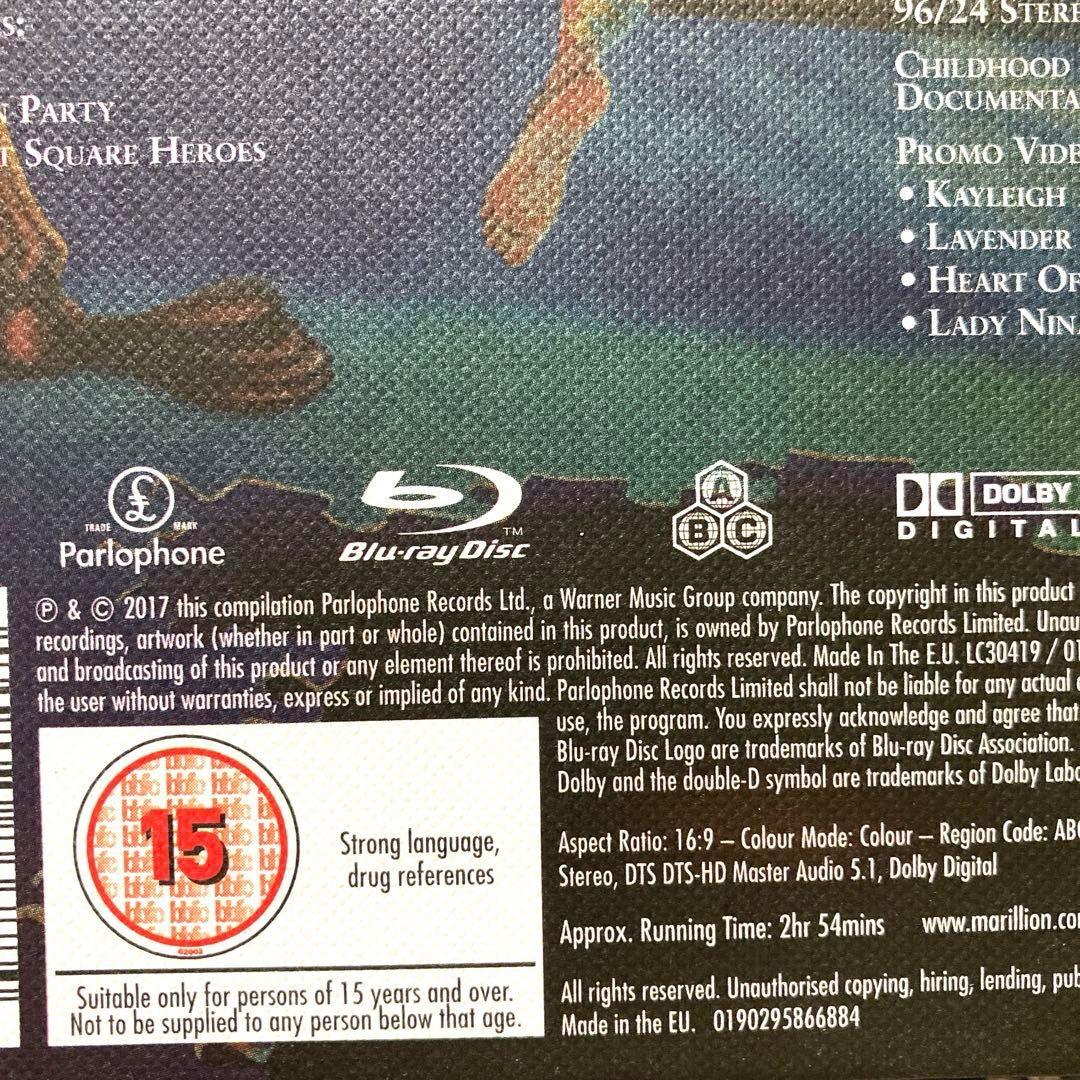 S:
N PARTY
T SQUARE HEROES
96/24 STERE
CHILDHOOD
DOCUMENTA
PROMO VIDE
• KAYLEIGH
• LAVENDER
• HEART OF
• LADY NINA
TRADE £ MARK
Parlophone
Blu-ray Disc TM
A
B C
DOLBY
DIGITAL
℗ & © 2017 this compilation Parlophone Records Ltd., a Warner Music Group company. The copyright in this product
recordings, artwork (whether in part or whole) contained in this product, is owned by Parlophone Records Limited. Unau
and broadcasting of this product or any element thereof is prohibited. All rights reserved. Made In The E.U. LC30419 / 01
the user without warranties, express or implied of any kind. Parlophone Records Limited shall not be liable for any actual
use, the program. You expressly acknowledge and agree that
Blu-ray Disc Logo are trademarks of Blu-ray Disc Association.
Dolby and the double-D symbol are trademarks of Dolby Labo
15
©2002
Strong language,
drug references
Suitable only for persons of 15 years and over.
Not to be supplied to any person below that age.
Aspect Ratio: 16:9 – Colour Mode: Colour – Region Code: ABC
Stereo, DTS DTS-HD Master Audio 5.1, Dolby Digital
Approx. Running Time: 2hr 54mins www.marillion.co
All rights reserved. Unauthorised copying, hiring, lending, pub
Made in the EU. 0190295866884